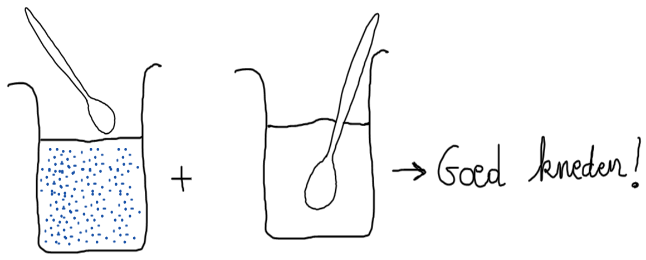 + → Goed kneden!